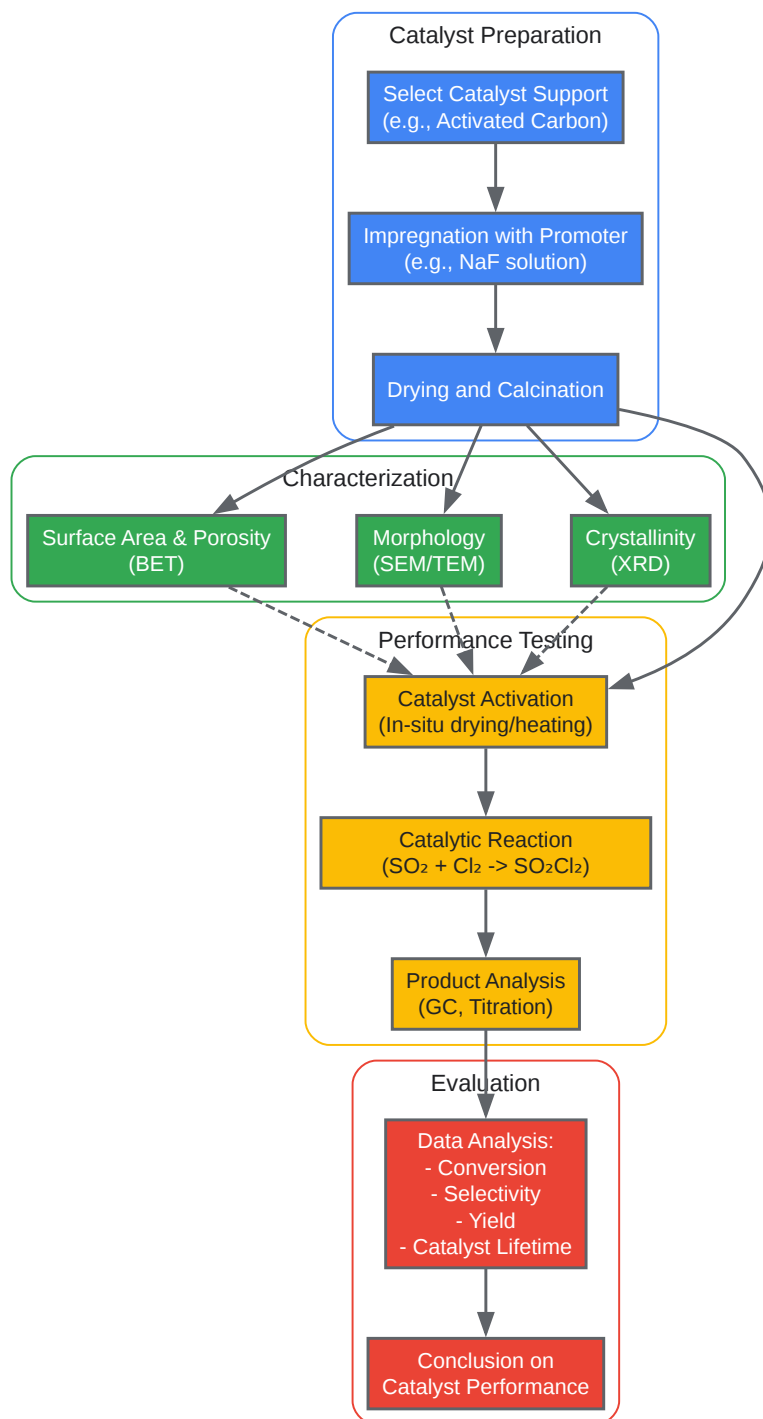 Catalyst Preparation
Select Catalyst Support
(e.g., Activated Carbon)
Impregnation with Promoter
(e.g., NaF solution)
Drying and Calcination
Characterization
Surface Area & Porosity
(BET)
Morphology
(SEM/TEM)
Crystallinity
(XRD)
Performance Testing
Catalyst Activation
(In-situ drying/heating)
Catalytic Reaction
(SO₂ + Cl₂ -> SO₂Cl₂)
Product Analysis
(GC, Titration)
Evaluation
Data Analysis:
- Conversion
- Selectivity
- Yield
- Catalyst Lifetime
Conclusion on
Catalyst Performance